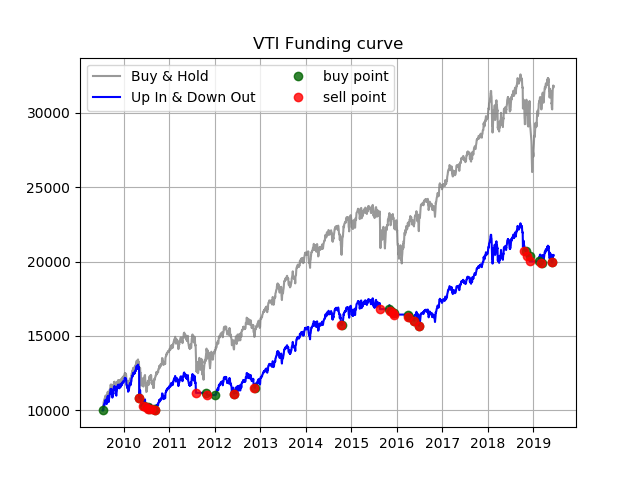 VTI Funding curve
Buy & Hold
Up In & Down Out
buy point
sell point
30000
25000
20000
15000
10000
2010 2011 2012 2013 2014 2015 2016 2017 2018 2019